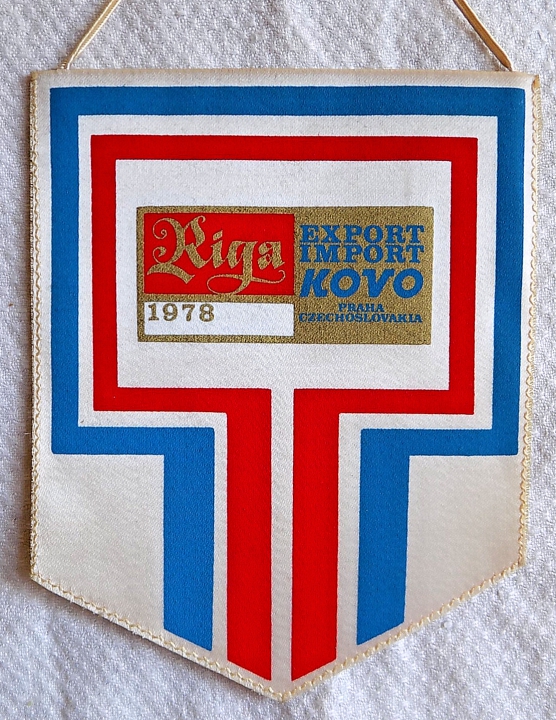 Riga
1978
EXPORT
IMPORT
KOVO
PRAHA
CZECHOSLOVAKIA